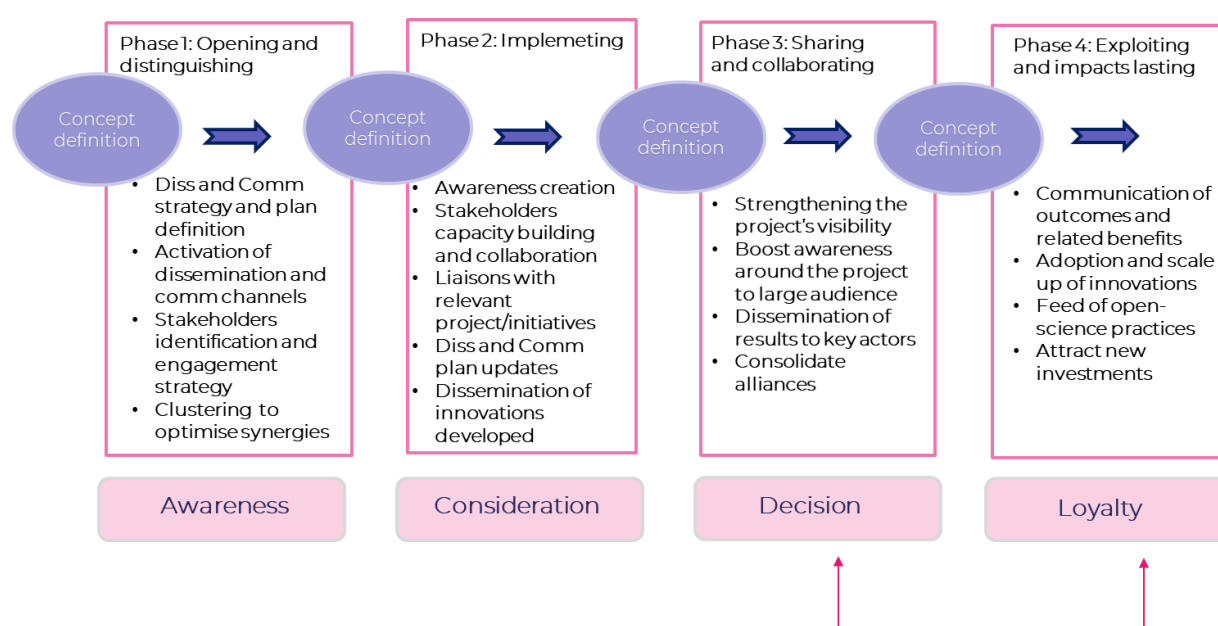 Phase 1: Opening and
distinguishing
Concept
definition
• Diss and Comm
strategy and plan
definition
• Activation of
dissemination and
comm channels
• Stakeholders
identification and
engagement
strategy
• Clustering to
optimise synergies
Awareness
Phase 2: Implemeting
Concept
definition
• Awareness creation
• Stakeholders
capacity building
and collaboration
• Liaisons with
relevant
project/initiatives
• Diss and Comm
plan updates
• Dissemination of
innovations
developed
Consideration
Phase 3: Sharing
and collaborating
Concept
definition
• Strengthening the
project's visibility
• Boost awareness
around the project
to large audience
• Dissemination of
results to key actors
• Consolidate
alliances
Decision
Phase 4: Exploiting
and impacts lasting
Concept
definition
• Communication of
outcomes and
related benefits
• Adoption and scale
up of innovations
• Feed of open-
science practices
• Attract new
investments
Loyalty